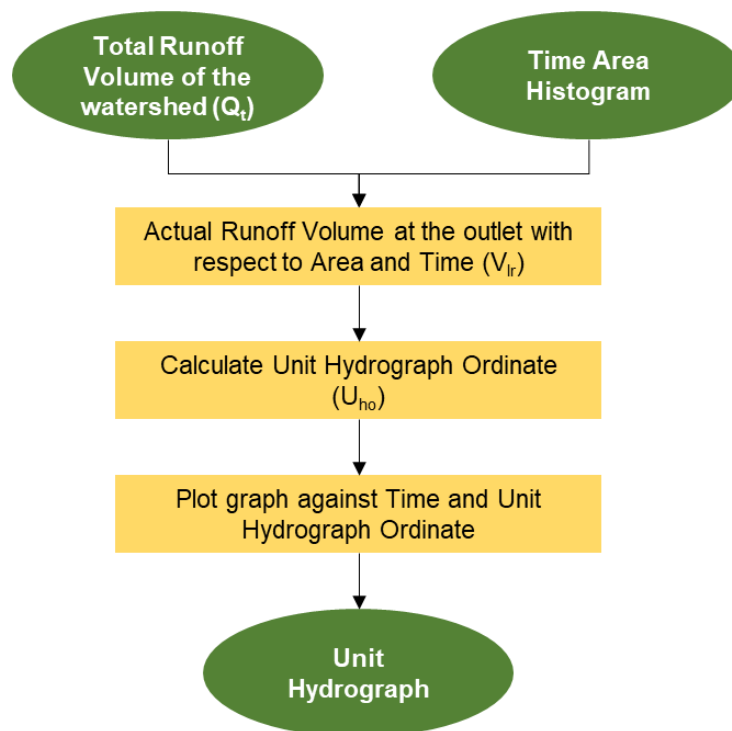 Total Runoff
Volume of the
watershed (Qt)
Time Area
Histogram
Actual Runoff Volume at the outlet with
respect to Area and Time (Vlr)
Calculate Unit Hydrograph Ordinate
(Uho)
Plot graph against Time and Unit
Hydrograph Ordinate
Unit
Hydrograph